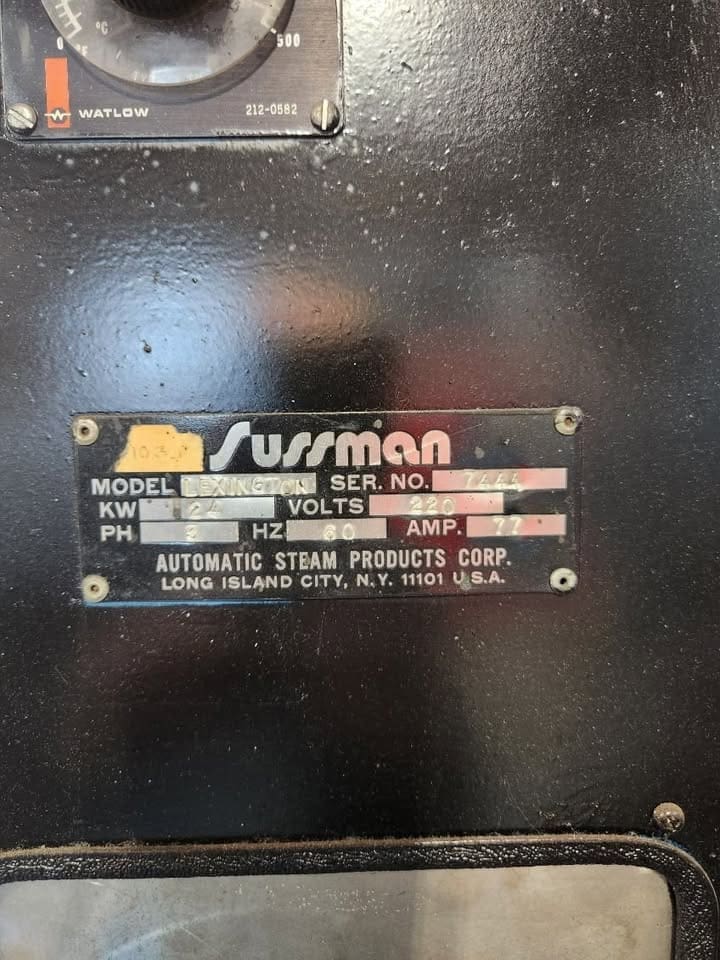 °C
0 °F 500
WATLOW 212-0582
Sussman
MODEL LEXINGTON SER. NO. 7444
KW 24 VOLTS 220
PH HZ 60 AMP. 77
AUTOMATIC STEAM PRODUCTS CORP.
LONG ISLAND CITY, N.Y. 11101 U.S.A.